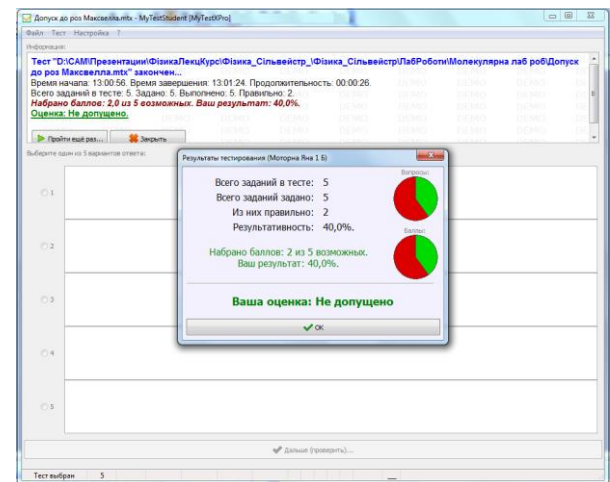 Допуск до роз Максвелла.mtx - MyTestStudent [MyTestXPro]
Файл Тест Настройка ?
Информация:
Тест "D:\САМ\Презентации\ФізикаЛекцКурс\Фізика_Сільвейстр_\Фізика_Сільвейстр\ЛабРоботи\Молекулярна лаб роб\Допуск
до роз Максвелла.mtx" закончен...
Время начала: 13:00:56. Время завершения: 13:01:24. Продолжительность: 00:00:26.
Всего заданий в тесте: 5. Задано: 5. Выполнено: 5. Правильно: 2.
Набрано баллов: 2,0 из 5 возможных. Ваш результат: 40,0%.
Оценка: Не допущено.
Пройти ещё раз... Закрыть
Выберите один из 5 вариантов ответа:
Результаты тестирования (Моторна Яна 1 Б)
Всего заданий в тесте: 5
Вопросы:
Всего заданий задано: 5
Из них правильно: 2
Результативность: 40,0%.
Баллы:
Набрано баллов: 2 из 5 возможных.
Ваш результат: 40,0%.
Ваша оценка: Не допущено
OK
1
2
3
4
5
Дальше (проверить)...
Тест выбран 5